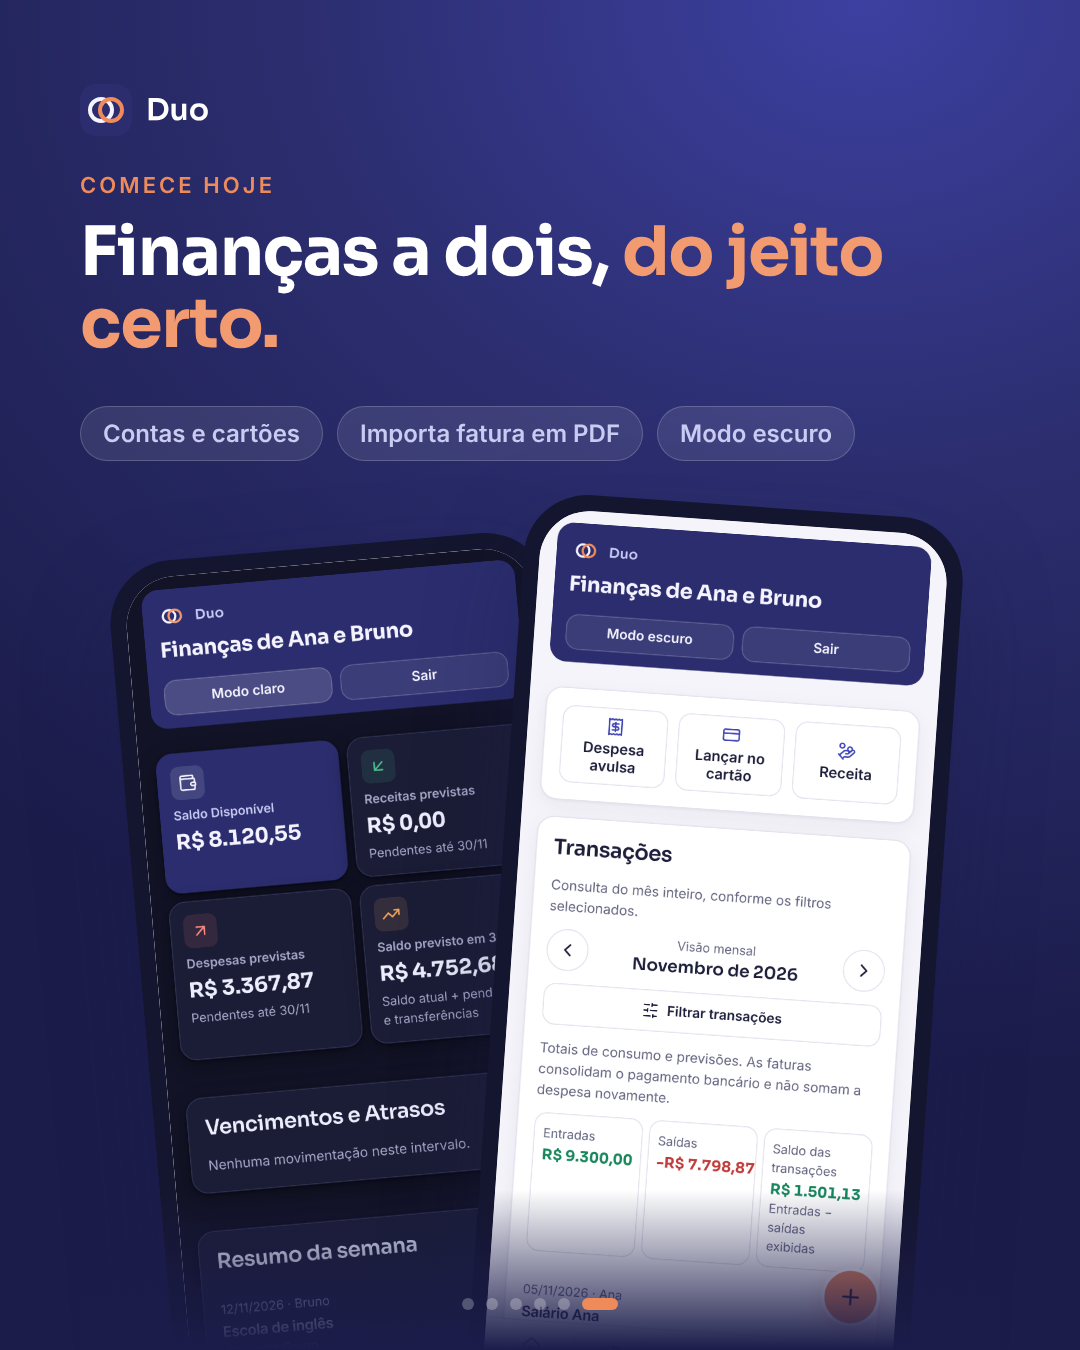 Duo
COMECE HOJE
Finanças a dois, do jeito
certo.
Contas e cartões
Importa fatura em PDF
Modo escuro
Duo
Finanças de Ana e Bruno
Modo claro
Sair
Saldo Disponível
R$ 8.120,55
Receitas previstas
R$ 0,00
Pendentes até 30/11
Despesas previstas
R$ 3.367,87
Pendentes até 30/11
Saldo previsto em
R$ 4.752,68
Saldo atual + pend
e transferências
Vencimentos e Atrasos
Nenhuma movimentação neste intervalo.
Resumo da semana
12/11/2026 · Bruno
Escola de inglês
Duo
Finanças de Ana e Bruno
Modo escuro
Sair
Despesa
avulsa
Lançar no
cartão
Receita
Transações
Consulta do mês inteiro, conforme os filtros
selecionados.
Visão mensal
Novembro de 2026
Filtrar transações
Totais de consumo e previsões. As faturas
consolidam o pagamento bancário e não somam a
despesa novamente.
Entradas
R$ 9.300,00
Saídas
-R$ 7.798,87
Saldo das
transações
R$ 1.501,13
Entradas −
saídas
exibidas
05/11/2026 · Ana
Salário Ana